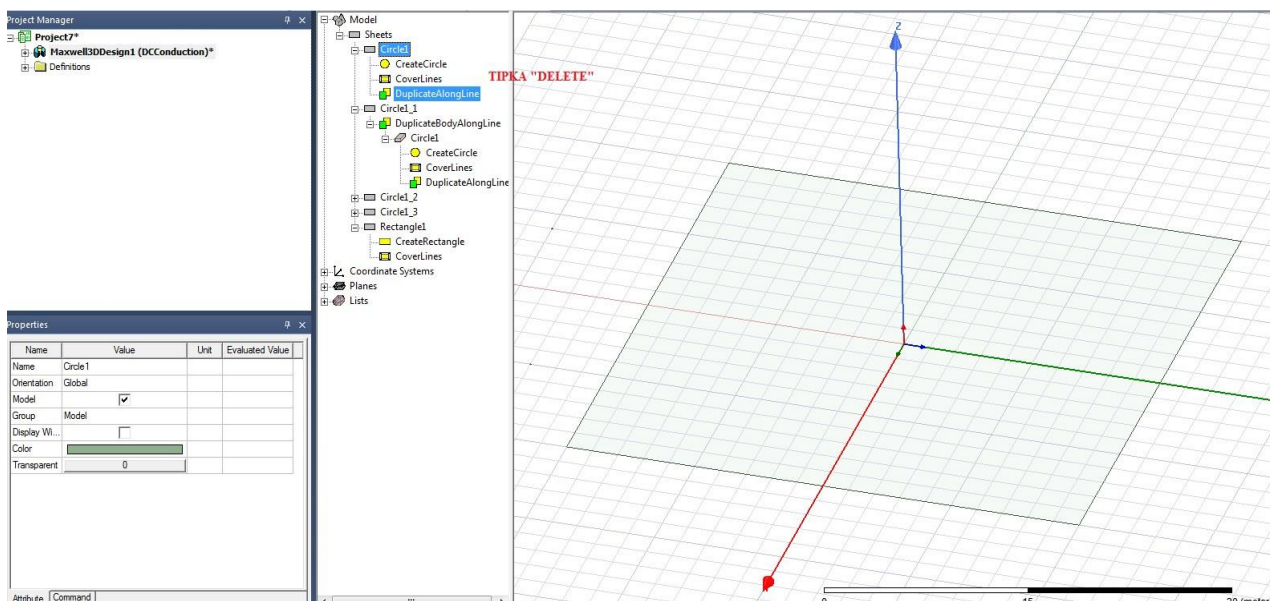 Project Manager
Project7*
Maxwell3DDesign1 (DCConduction)*
Definitions
Properties
Name Value Unit Evaluated Value
Name Circle1
Orientation Global
Model
Group Model
Display Wi...
Color
Transparent 0
Attribute Command
Model
Sheets
Circle1
CreateCircle
CoverLines
DuplicateAlongLine
Circle1_1
DuplicateBodyAlongLine
Circle1
CreateCircle
CoverLines
DuplicateAlongLine
Circle1_2
Circle1_3
Rectangle1
CreateRectangle
CoverLines
Coordinate Systems
Planes
Lists
TIPKA "DELETE"
Z
0 15 30 (meter)